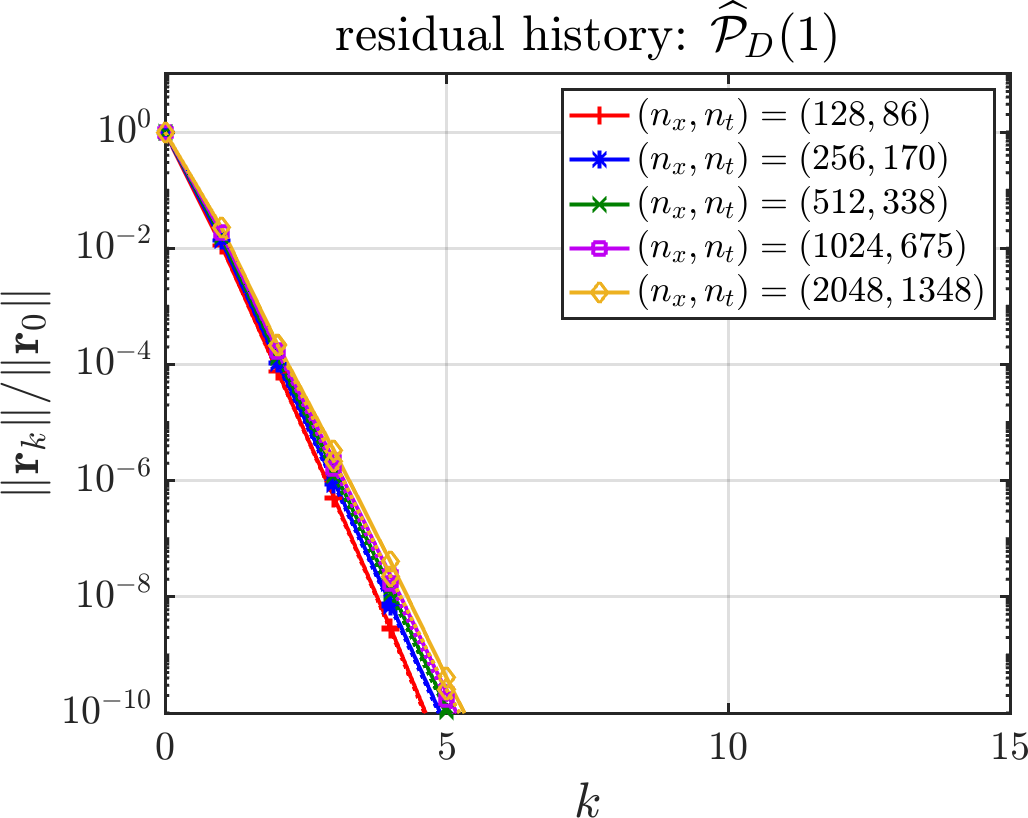 residual history: $\widehat{\mathcal{P}}_D(1)$
$(n_x, n_t) = (128, 86)$
$(n_x, n_t) = (256, 170)$
$(n_x, n_t) = (512, 338)$
$(n_x, n_t) = (1024, 675)$
$(n_x, n_t) = (2048, 1348)$
$\|\mathbf{r}_k\|/\|\mathbf{r}_0\|$
$10^0$
$10^{-2}$
$10^{-4}$
$10^{-6}$
$10^{-8}$
$10^{-10}$
0 5 10 15
$k$